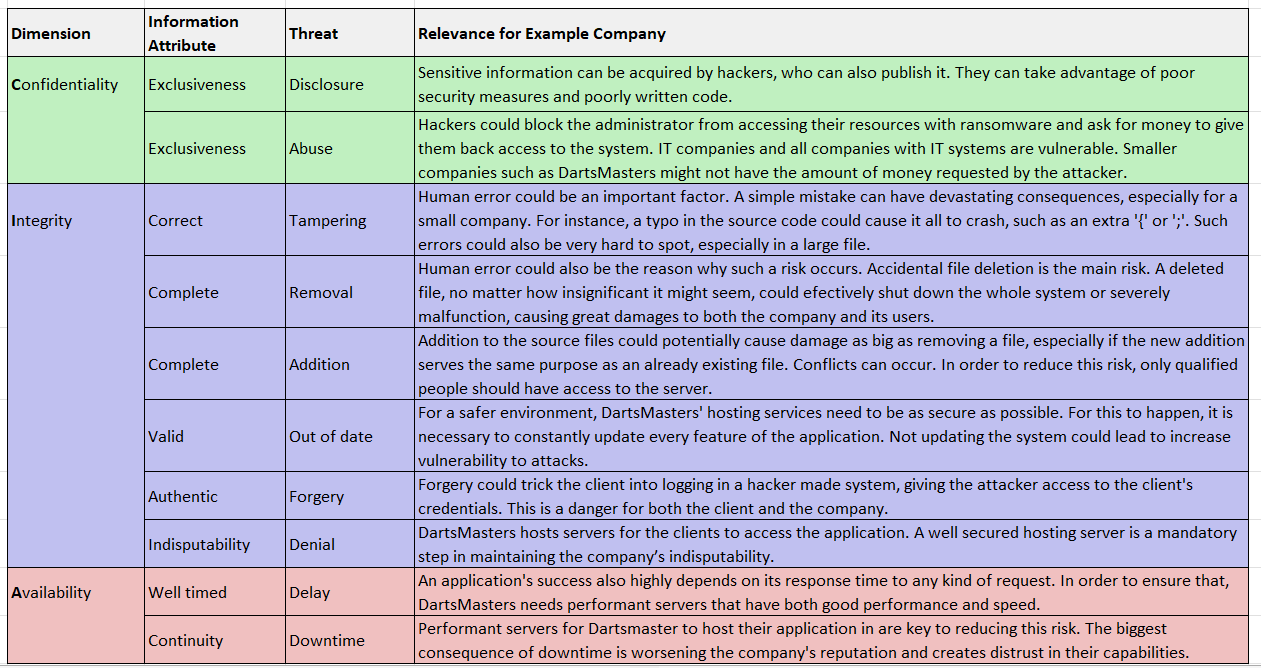 Dimension
Information
Attribute
Threat
Relevance for Example Company
Confidentiality
Exclusiveness
Disclosure
Sensitive information can be acquired by hackers, who can also publish it. They can take advantage of poor
security measures and poorly written code.
Exclusiveness
Abuse
Hackers could block the administrator from accessing their resources with ransomware and ask for money to give
them back access to the system. IT companies and all companies with IT systems are vulnerable. Smaller
companies such as DartsMasters might not have the amount of money requested by the attacker.
Integrity
Correct
Tampering
Human error could be an important factor. A simple mistake can have devastating consequences, especially for a
small company. For instance, a typo in the source code could cause it all to crash, such as an extra '{' or ';'. Such
errors could also be very hard to spot, especially in a large file.
Complete
Removal
Human error could also be the reason why such a risk occurs. Accidental file deletion is the main risk. A deleted
file, no matter how insignificant it might seem, could efectively shut down the whole system or severely
malfunction, causing great damages to both the company and its users.
Complete
Addition
Addition to the source files could potentially cause damage as big as removing a file, especially if the new addition
serves the same purpose as an already existing file. Conflicts can occur. In order to reduce this risk, only qualified
people should have access to the server.
Valid
Out of date
For a safer environment, DartsMasters' hosting services need to be as secure as possible. For this to happen, it is
necessary to constantly update every feature of the application. Not updating the system could lead to increase
vulnerability to attacks.
Authentic
Forgery
Forgery could trick the client into logging in a hacker made system, giving the attacker access to the client's
credentials. This is a danger for both the client and the company.
Indisputability
Denial
DartsMasters hosts servers for the clients to access the application. A well secured hosting server is a mandatory
step in maintaining the company’s indisputability.
Availability
Well timed
Delay
An application's success also highly depends on its response time to any kind of request. In order to ensure that,
DartsMasters needs performant servers that have both good performance and speed.
Continuity
Downtime
Performant servers for Dartsmaster to host their application in are key to reducing this risk. The biggest
consequence of downtime is worsening the company's reputation and creates distrust in their capabilities.